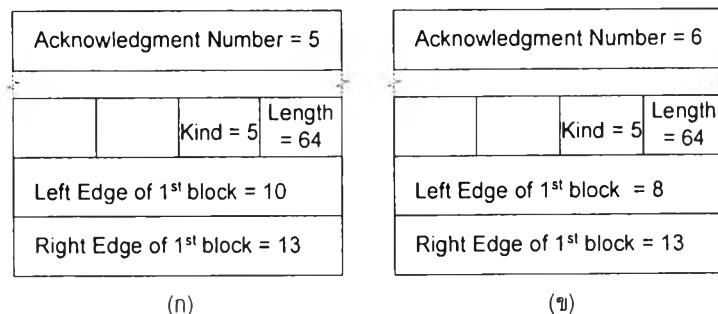 Acknowledgment Number = 5
Kind = 5
Length = 64
Left Edge of 1st block = 10
Right Edge of 1st block = 13
(ก)
Acknowledgment Number = 6
Kind = 5
Length = 64
Left Edge of 1st block = 8
Right Edge of 1st block = 13
(ข)